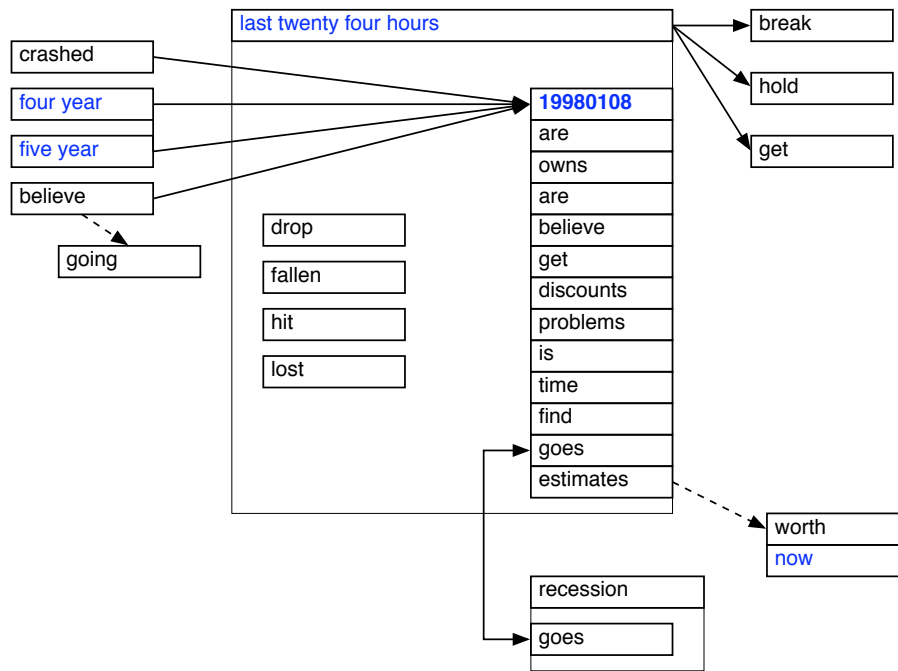 last twenty four hours
break
crashed
hold
four year
19980108
five year
are
get
owns
believe
are
drop
believe
going
get
fallen
discounts
hit
problems
is
lost
time
find
goes
estimates
worth
now
recession
goes